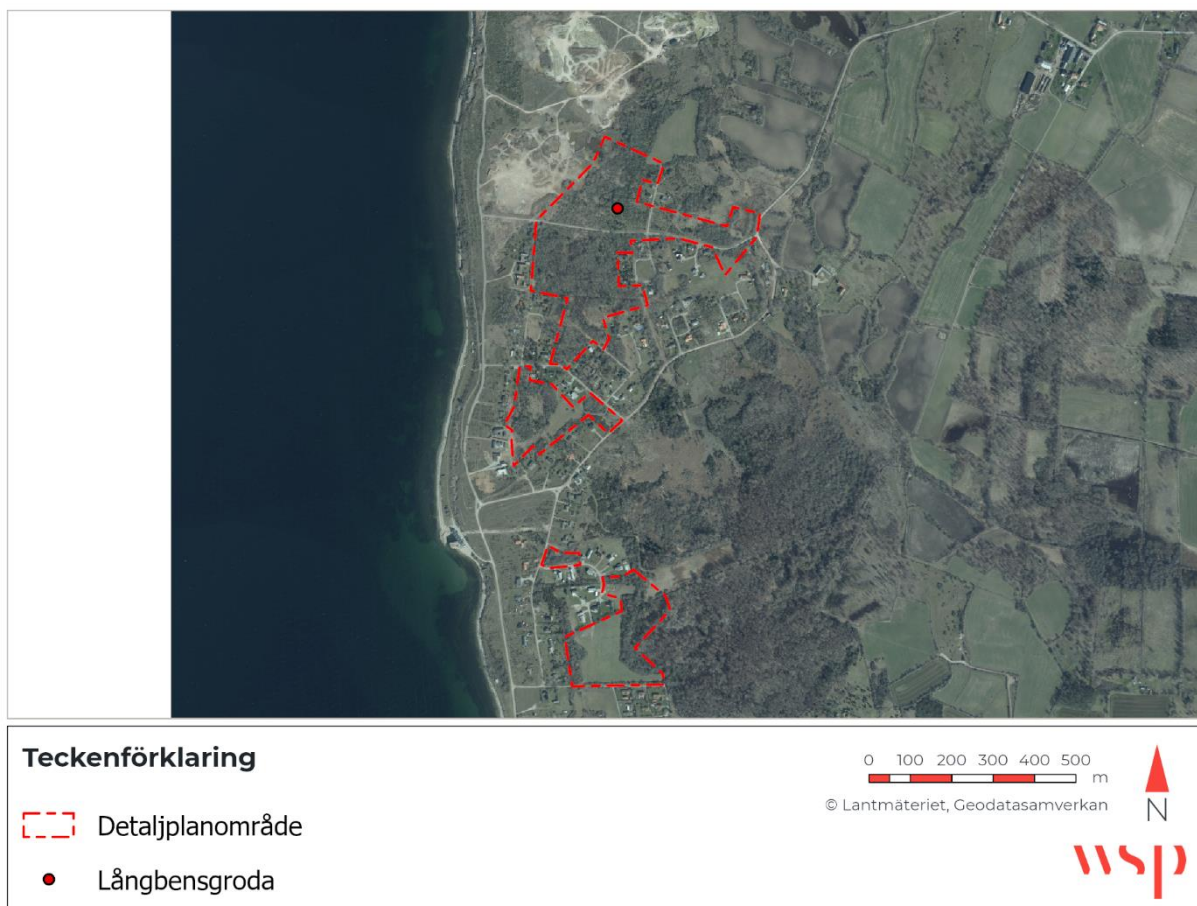 Teckenförklaring
Detaljplanområde
Långbensgroda
0 100 200 300 400 500
m
© Lantmäteriet, Geodatasamverkan
N
wsp